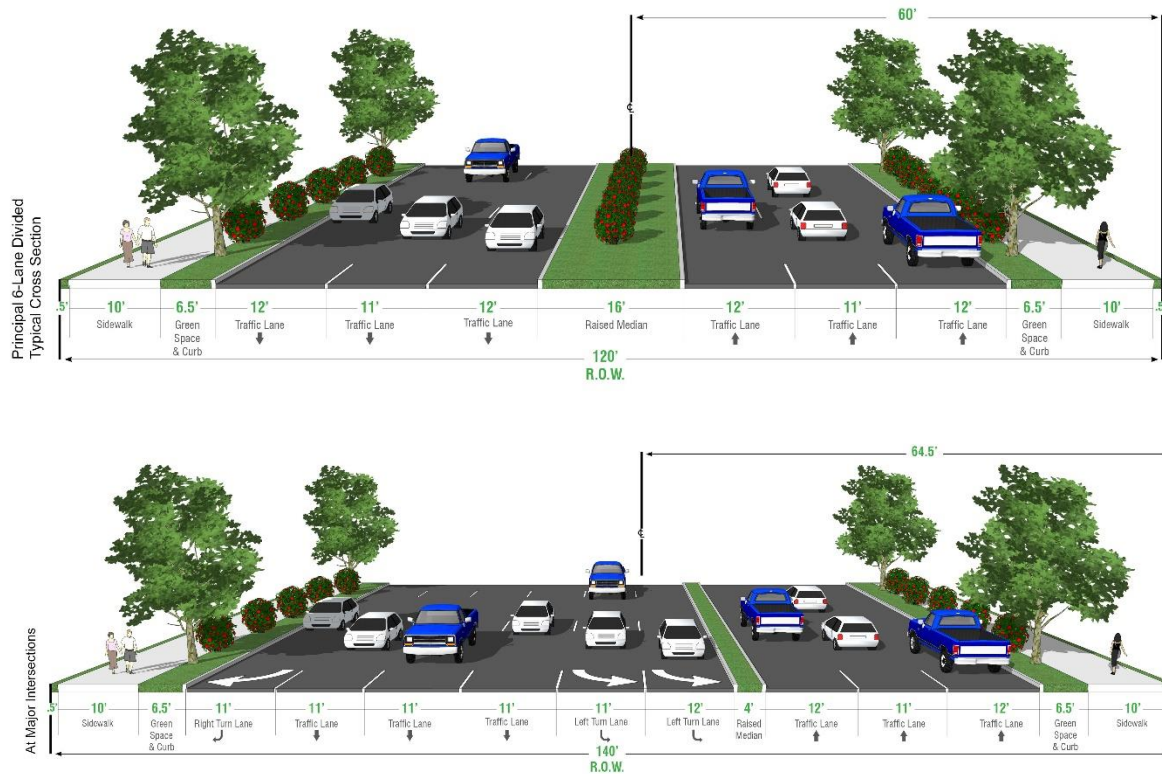 Principal 6-Lane Divided
Typical Cross Section
60'
℄
.5' 10' 6.5' 12' 11' 12' 16' 12' 11' 12' 6.5' 10' .5'
Sidewalk Green Traffic Lane Traffic Lane Traffic Lane Raised Median Traffic Lane Traffic Lane Traffic Lane Green Sidewalk
Space Space
& Curb & Curb
120'
R.O.W.
At Major Intersections
64.5'
℄
.5' 10' 6.5' 11' 11' 11' 11' 11' 12' 4' 12' 11' 12' 6.5' 10'
Sidewalk Green Right Turn Lane Traffic Lane Traffic Lane Traffic Lane Left Turn Lane Left Turn Lane Raised Traffic Lane Traffic Lane Traffic Lane Green Sidewalk
Space Median Space
& Curb & Curb
140'
R.O.W.